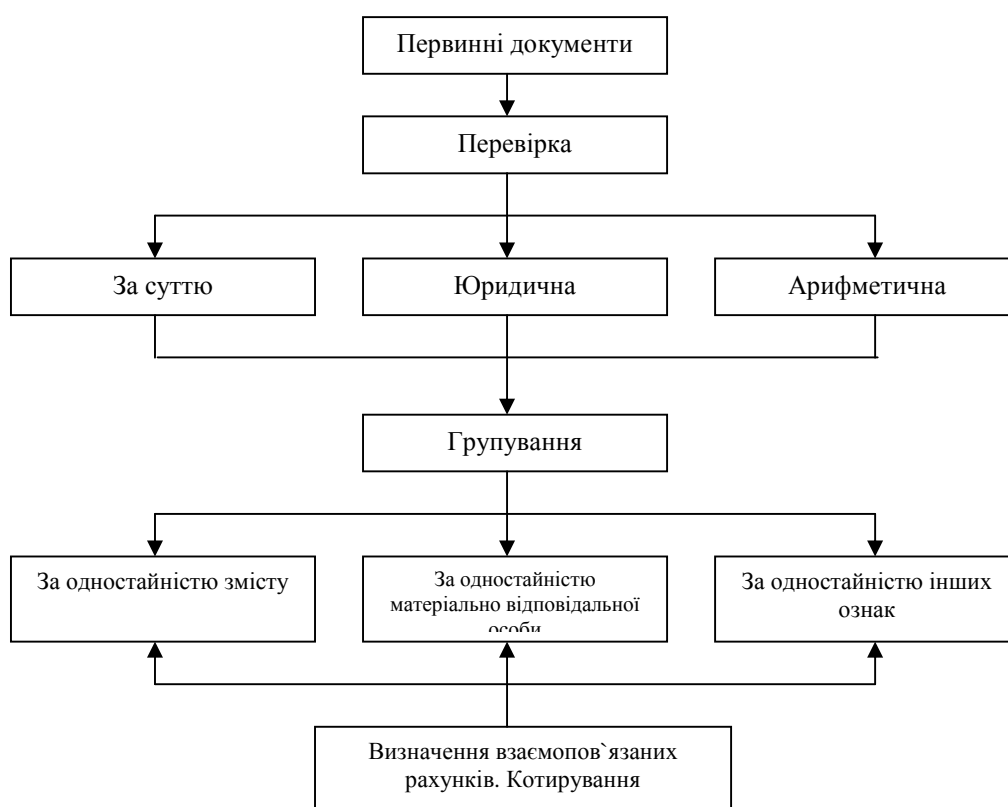 Первинні документи
Перевірка
За суттю
Юридична
Арифметична
Групування
За одностайністю змісту
За одностайністю
матеріально відповідальної
особи
За одностайністю інших
ознак
Визначення взаємопов`язаних
рахунків. Котирування